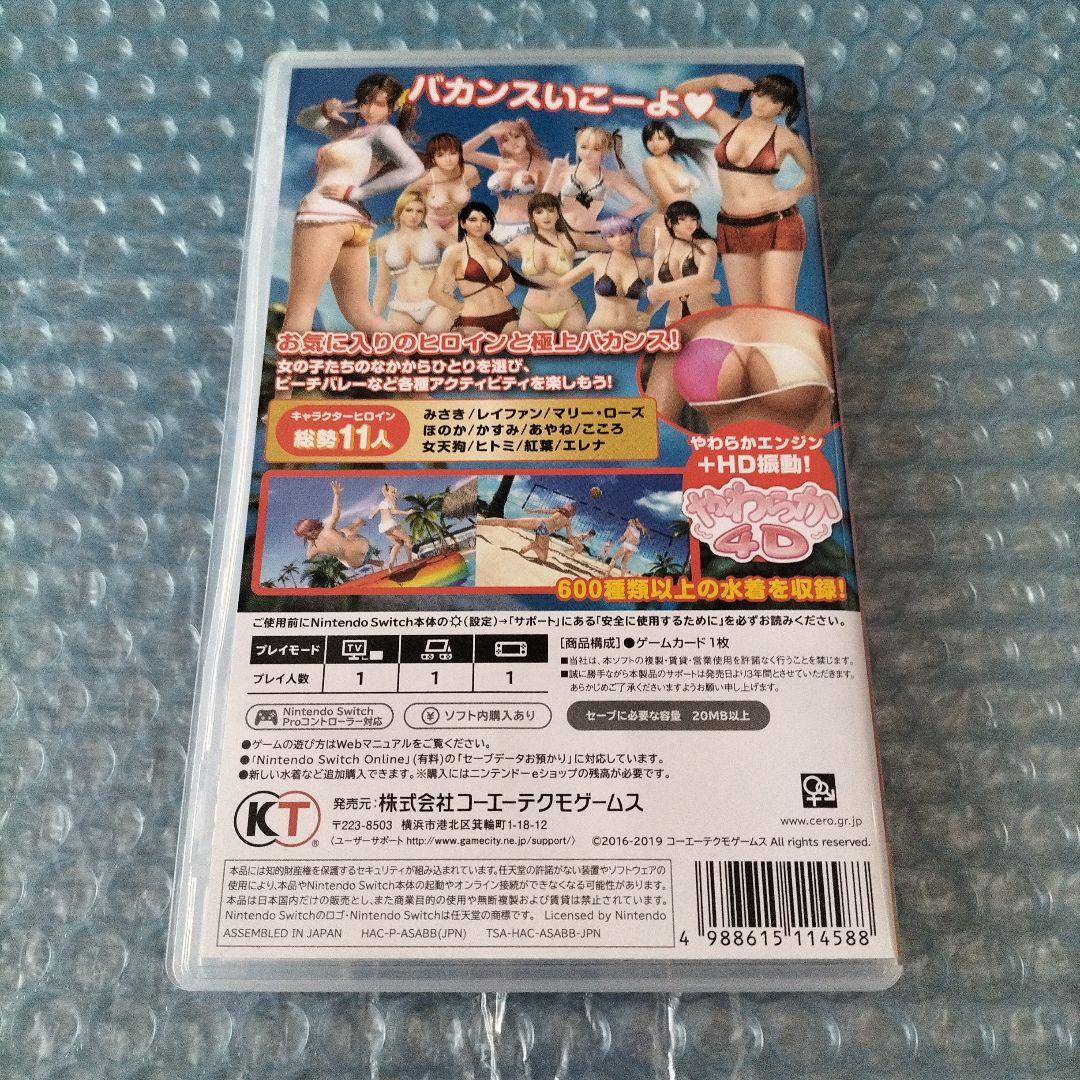 バカンスいこーよ♥
お気に入りのヒロインと極上バカンス!
女の子たちのなかからひとりを選び、
ビーチバレーなど各種アクティビティを楽しもう!
キャラクターヒロイン
総勢11人
みさき/レイファン/マリー・ローズ
ほのか/かすみ/あやね/こころ
女天狗/ヒトミ/紅葉/エレナ
やわらかエンジン
+HD振動!
やわらか
4D
600種類以上の水着を収録!
ご使用前にNintendo Switch本体の(設定)→「サポート」にある「安全に使用するために」を必ずお読みください。
プレイモード
TV
プレイ人数 1 1 1
[商品構成]●ゲームカード1枚
■当社は、本ソフトの複製・賃貸・営業使用を許諾なく行うことを禁じます。
■誠に勝手ながら本製品のサポートは発売日より3年間とさせていただきます。
あらかじめご了承くださいますようお願い申し上げます。
Nintendo Switch
Proコントローラー対応
¥ ソフト内購入あり
セーブに必要な容量 20MB以上
●ゲームの遊び方はWebマニュアルをご覧ください。
●「Nintendo Switch Online」(有料)の「セーブデータお預かり」に対応しています。
●新しい水着など追加購入できます。※購入にはニンテンドーeショップの残高が必要です。
KT®
発売元:株式会社コーエーテクモゲームス
〒223-8503 横浜市港北区箕輪町1-18-12
〈ユーザーサポート http://www.gamecity.ne.jp/support/〉
©2016-2019 コーエーテクモゲームス All rights reserved.
www.cero.gr.jp
本品には知的財産権を保護するセキュリティが組み込まれています。任天堂の許諾がない装置やソフトウェアの
使用により、本品やNintendo Switch本体の起動やオンライン接続ができなくなる可能性があります。
本品は日本国内だけの販売とし、また商業目的の使用や無断複製および賃貸は禁止されています。
Nintendo Switchのロゴ・Nintendo Switchは任天堂の商標です。 Licensed by Nintendo
ASSEMBLED IN JAPAN HAC-P-ASABB(JPN) TSA-HAC-ASABB-JPN
4 988615 114588